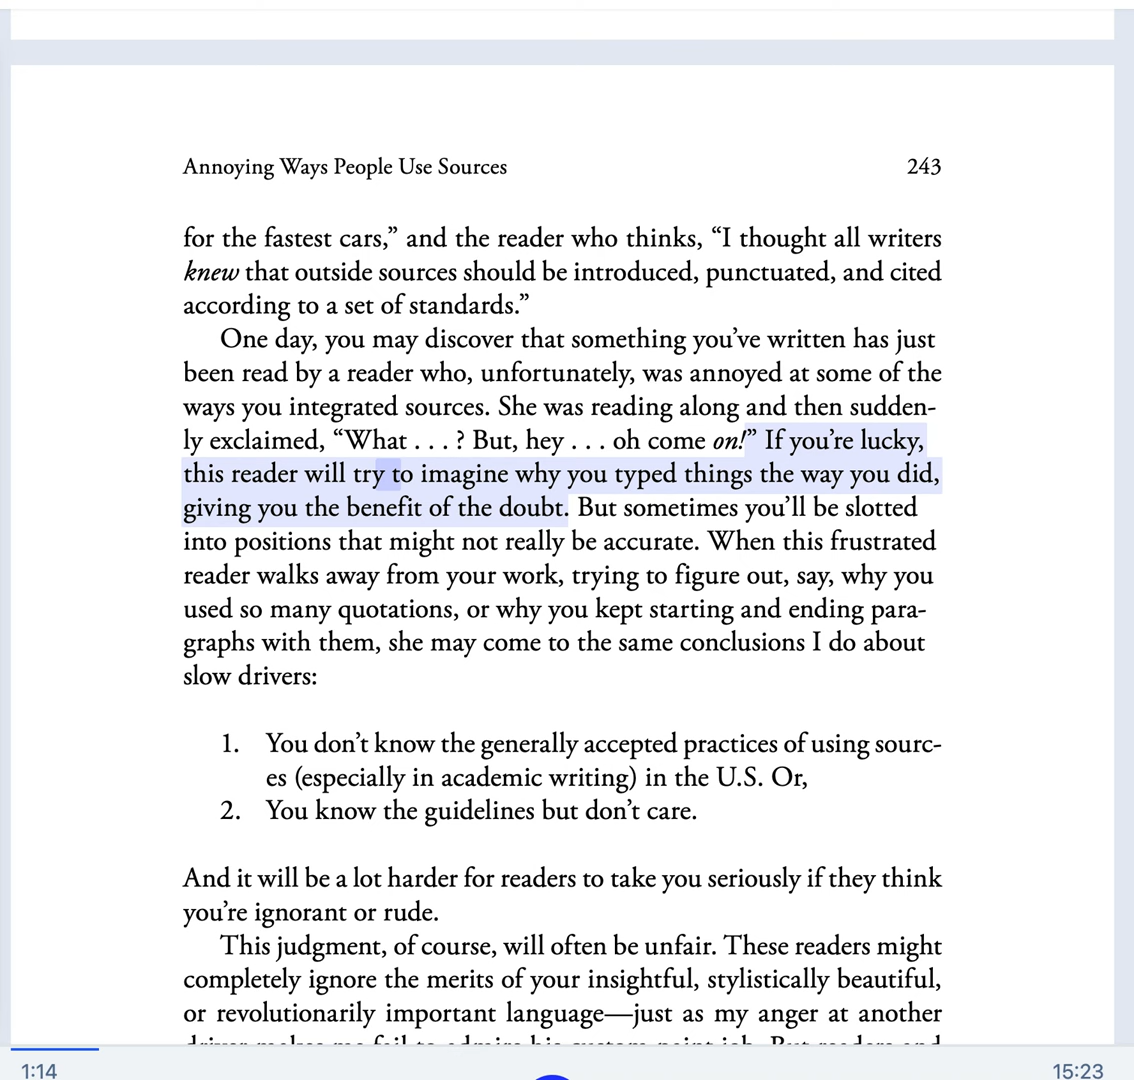 Annoying Ways People Use Sources 243
for the fastest cars,” and the reader who thinks, “I thought all writers
knew that outside sources should be introduced, punctuated, and cited
according to a set of standards.”
One day, you may discover that something you’ve written has just
been read by a reader who, unfortunately, was annoyed at some of the
ways you integrated sources. She was reading along and then sudden-
ly exclaimed, “What . . . ? But, hey . . . oh come on!” If you’re lucky,
this reader will try to imagine why you typed things the way you did,
giving you the benefit of the doubt. But sometimes you’ll be slotted
into positions that might not really be accurate. When this frustrated
reader walks away from your work, trying to figure out, say, why you
used so many quotations, or why you kept starting and ending para-
graphs with them, she may come to the same conclusions I do about
slow drivers:
1. You don’t know the generally accepted practices of using sourc-
es (especially in academic writing) in the U.S. Or,
2. You know the guidelines but don’t care.
And it will be a lot harder for readers to take you seriously if they think
you’re ignorant or rude.
This judgment, of course, will often be unfair. These readers might
completely ignore the merits of your insightful, stylistically beautiful,
or revolutionarily important language—just as my anger at another
1:14 15:23